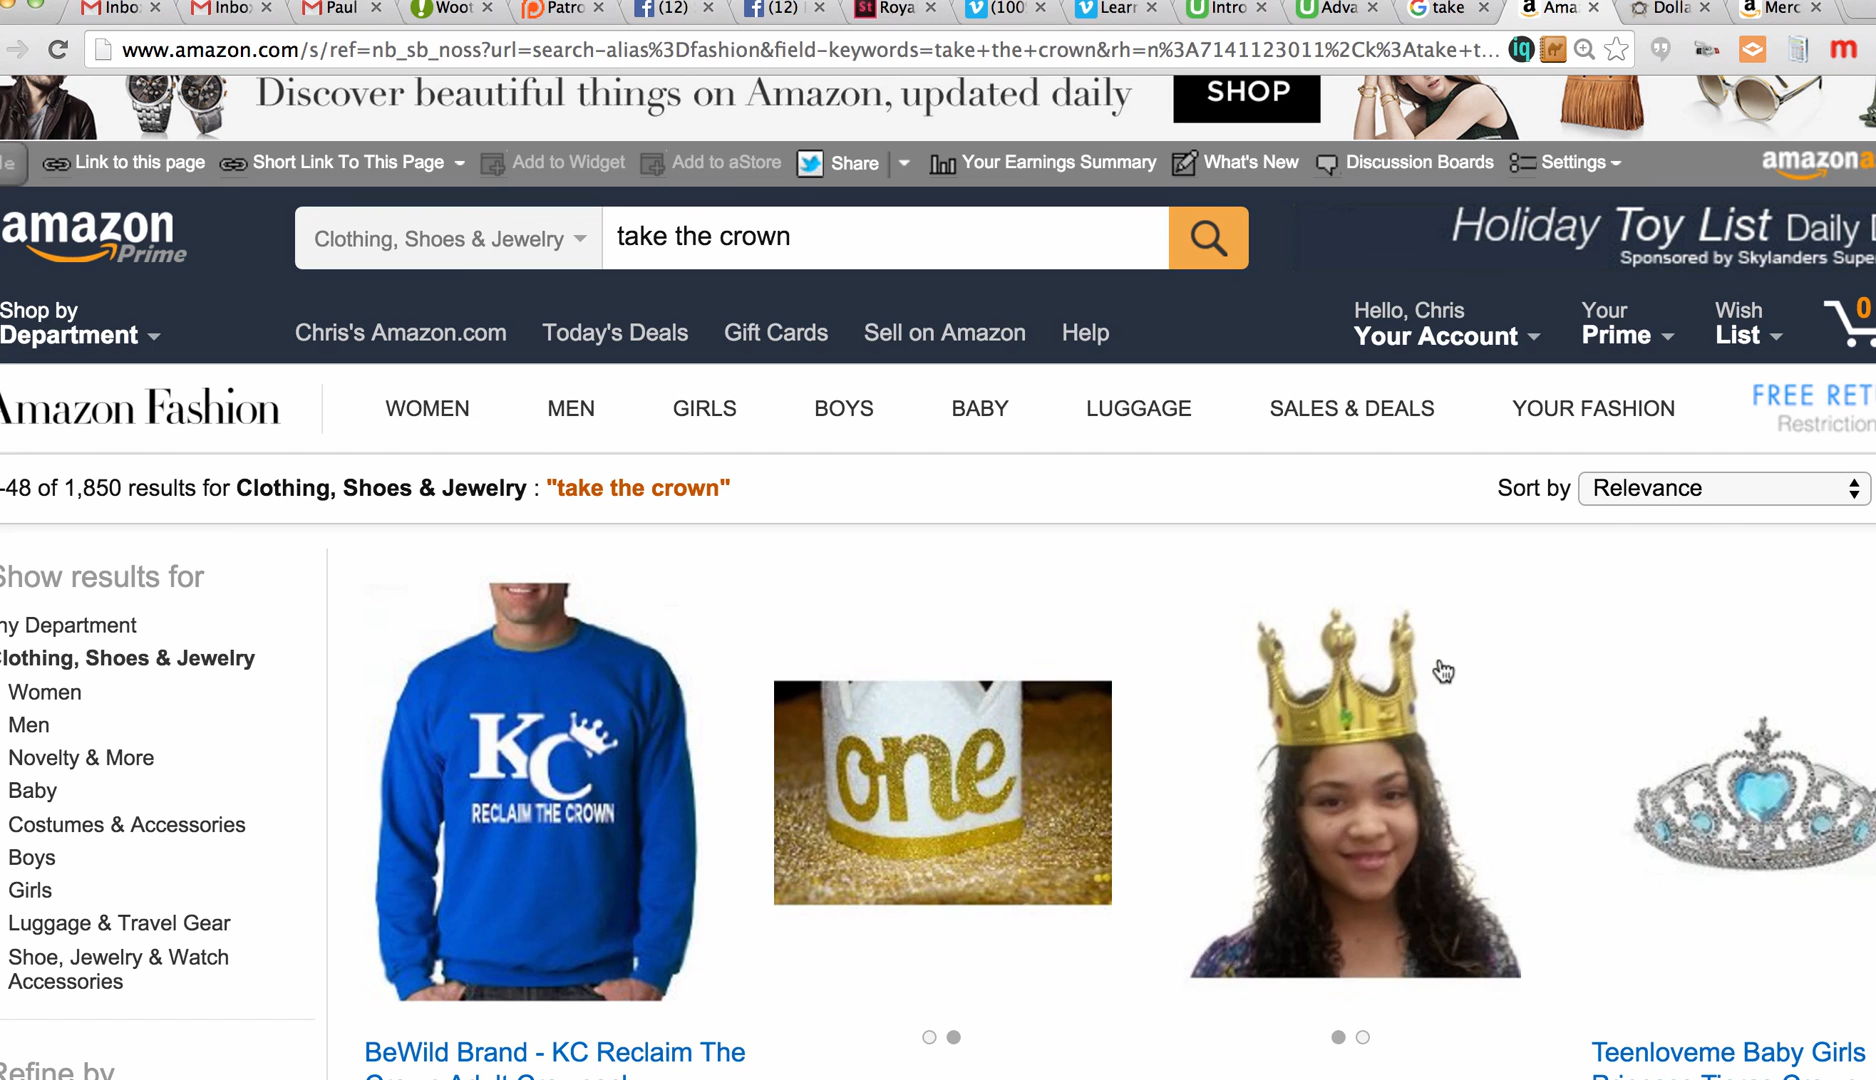 Inbo: × Inbo: × Paul × Woot × Patro × (12) × (12) × St Roya × (100 × Learr × Intro × Adva × take × Ama: × Dolla × Merc ×
www.amazon.com/s/ref=nb_sb_noss?url=search-alias%3Dfashion&field-keywords=take+the+crown&rh=n%3A7141123011%2Ck%3Atake+t... iq m
Discover beautiful things on Amazon, updated daily SHOP
Link to this page Short Link To This Page Add to Widget Add to aStore Share Your Earnings Summary What's New Discussion Boards Settings amazon
amazon Prime
Clothing, Shoes & Jewelry take the crown
Holiday Toy List Daily
Sponsored by Skylanders Supe
Shop by
Department
Chris's Amazon.com Today's Deals Gift Cards Sell on Amazon Help
Hello, Chris
Your Account
Your
Prime
Wish
List
0
Amazon Fashion WOMEN MEN GIRLS BOYS BABY LUGGAGE SALES & DEALS YOUR FASHION FREE RET
Restriction
-48 of 1,850 results for Clothing, Shoes & Jewelry : "take the crown" Sort by Relevance
Show results for
ny Department
Clothing, Shoes & Jewelry
Women
Men
Novelty & More
Baby
Costumes & Accessories
Boys
Girls
Luggage & Travel Gear
Shoe, Jewelry & Watch
Accessories
Refine by
KC
RECLAIM THE CROWN
one
BeWild Brand - KC Reclaim The
Teenloveme Baby Girls